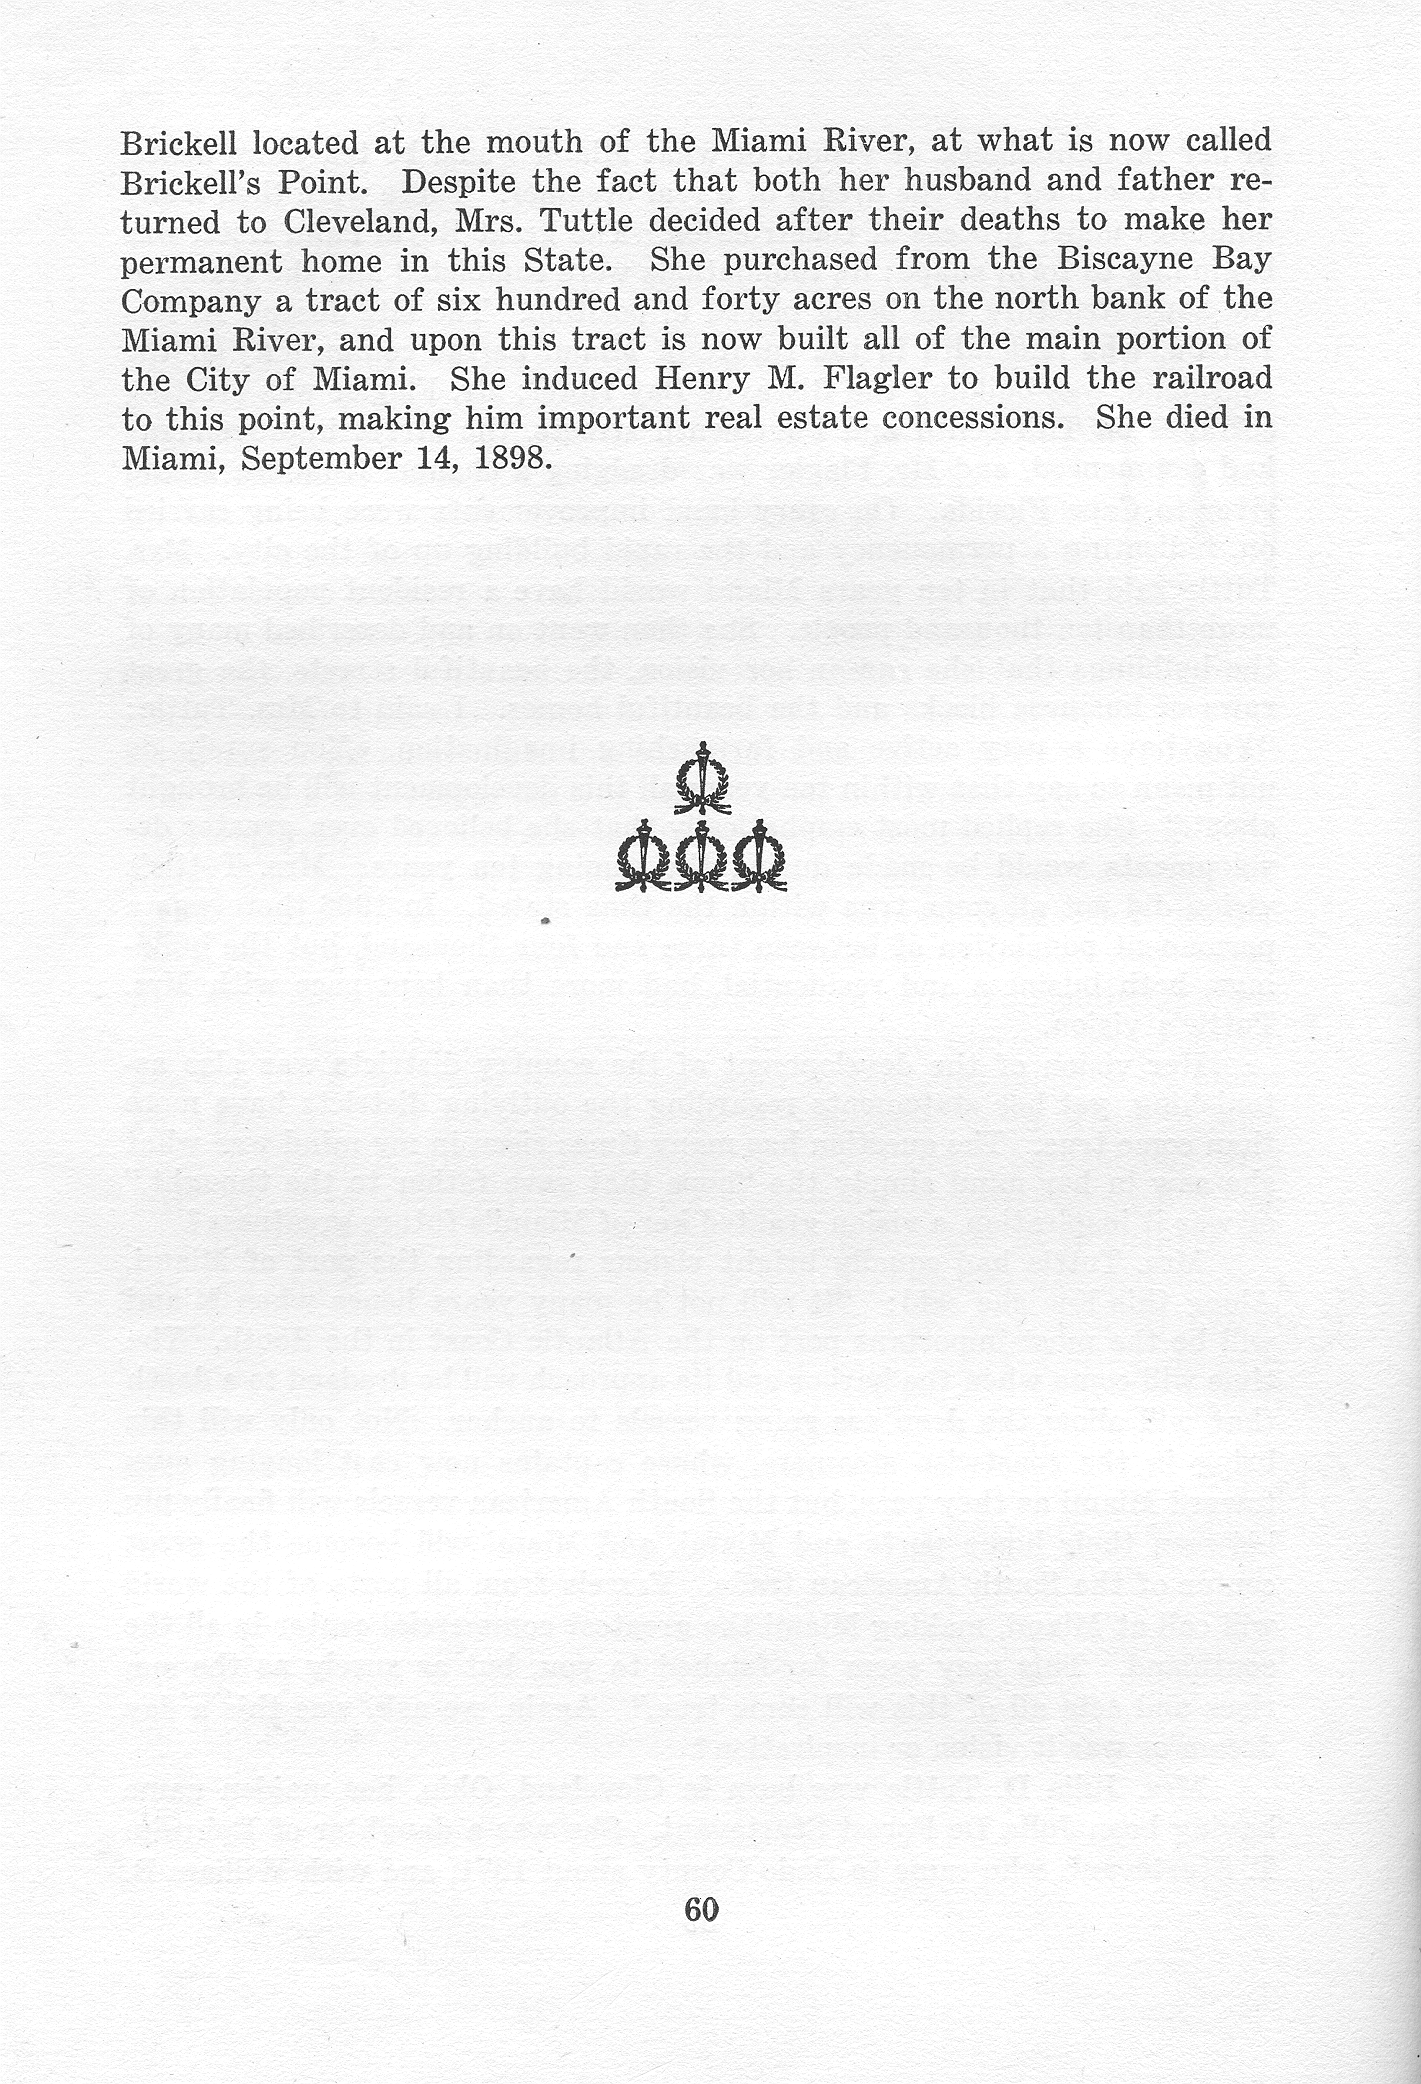 Brickell located at the mouth of the Miami River, at what is now called
Brickell's Point. Despite the fact that both her husband and father re-
turned to Cleveland, Mrs. Tuttle decided after their deaths to make her
permanent home in this State. She purchased from the Biscayne Bay
Company a tract of six hundred and forty acres on the north bank of the
Miami River, and upon this tract is now built all of the main portion of
the City of Miami. She induced Henry M. Flagler to build the railroad
to this point, making him important real estate concessions. She died in
Miami, September 14, 1898.
60